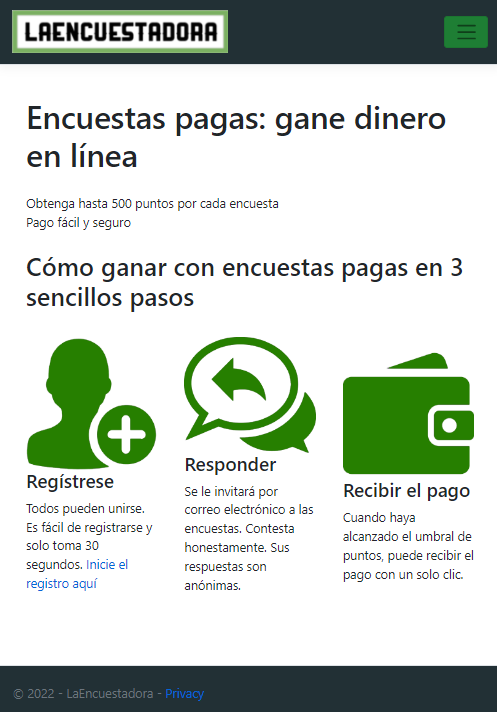 LAENCUESTADORA
Encuestas pagas: gane dinero
en línea
Obtenga hasta 500 puntos por cada encuesta
Pago fácil y seguro
Cómo ganar con encuestas pagas en 3
sencillos pasos
Regístrese
Todos pueden unirse.
Es fácil de registrarse y
solo toma 30
segundos. Inicie el
registro aquí
Responder
Se le invitará por
correo electrónico a las
encuestas. Contesta
honestamente. Sus
respuestas son
anónimas.
Recibir el pago
Cuando haya
alcanzado el umbral de
puntos, puede recibir el
pago con un solo clic.
© 2022 - LaEncuestadora - Privacy